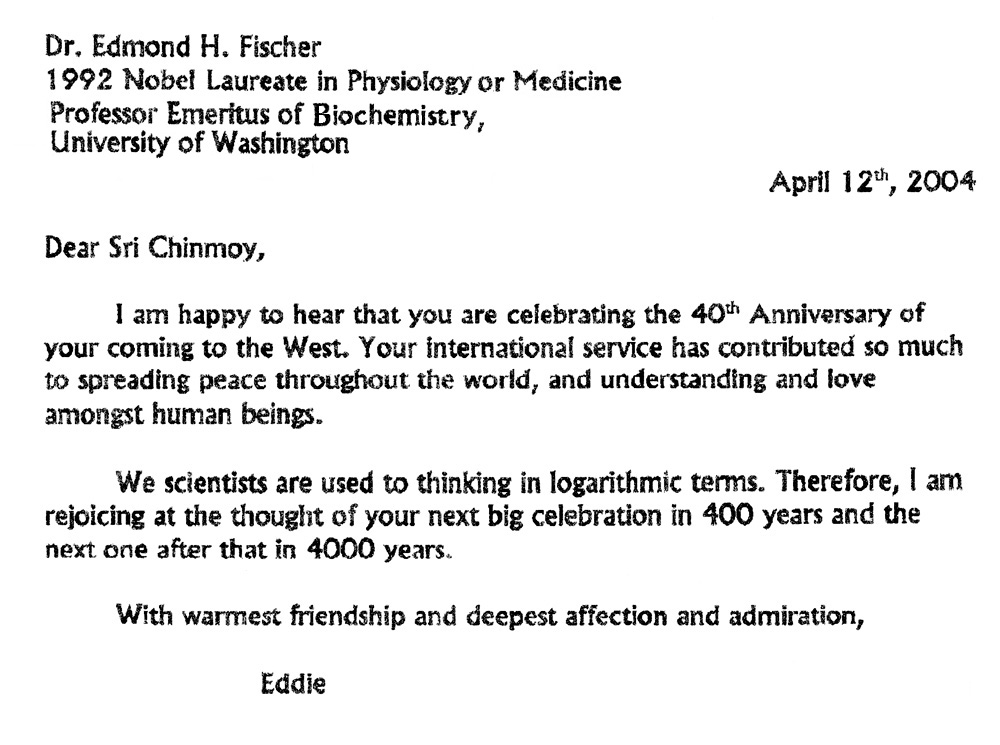 Dr. Edmond H. Fischer
1992 Nobel Laureate in Physiology or Medicine
Professor Emeritus of Biochemistry,
University of Washington
April 12th, 2004
Dear Sri Chinmoy,
I am happy to hear that you are celebrating the 40th Anniversary of
your coming to the West. Your international service has contributed so much
to spreading peace throughout the world, and understanding and love
amongst human beings.
We scientists are used to thinking in logarithmic terms. Therefore, I am
rejoicing at the thought of your next big celebration in 400 years and the
next one after that in 4000 years.
With warmest friendship and deepest affection and admiration,
Eddie